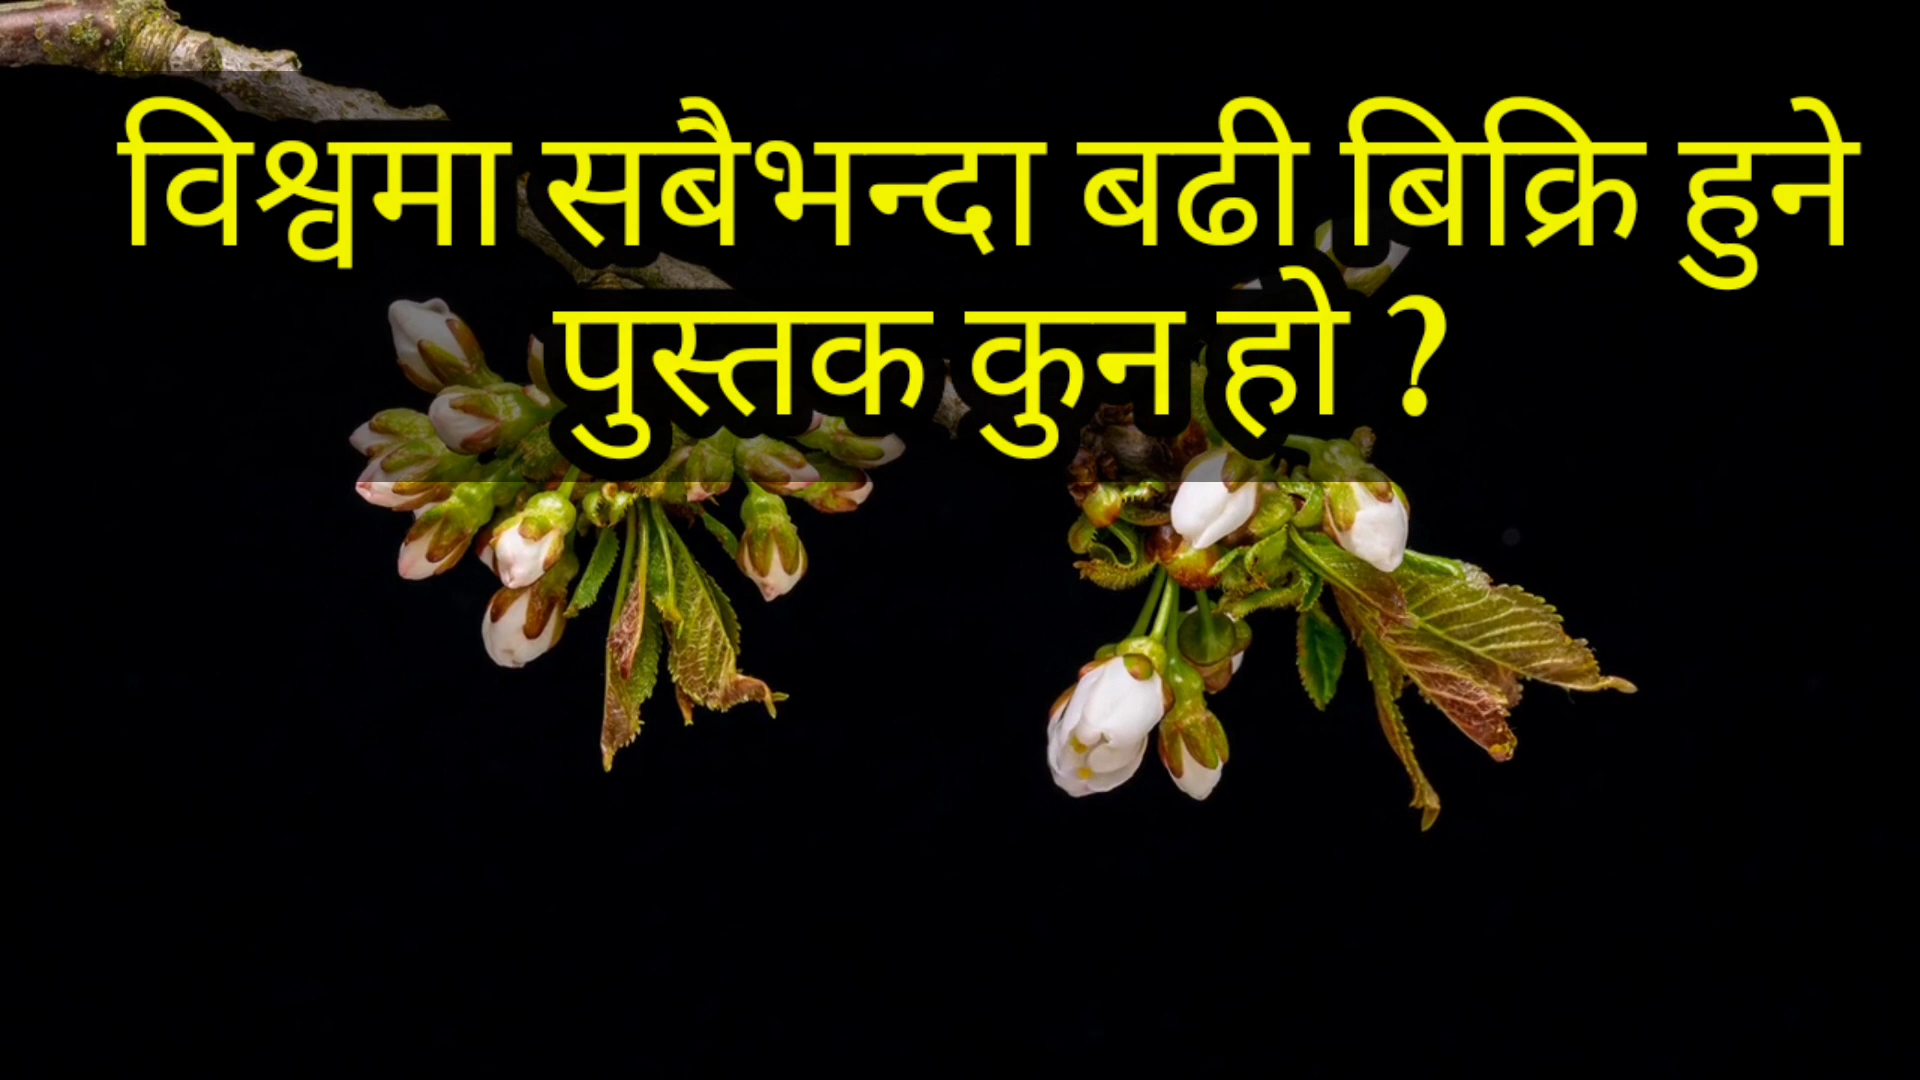 विश्वमा सबैभन्दा बढी बिक्रि हुने
पुस्तक कुन हो ?